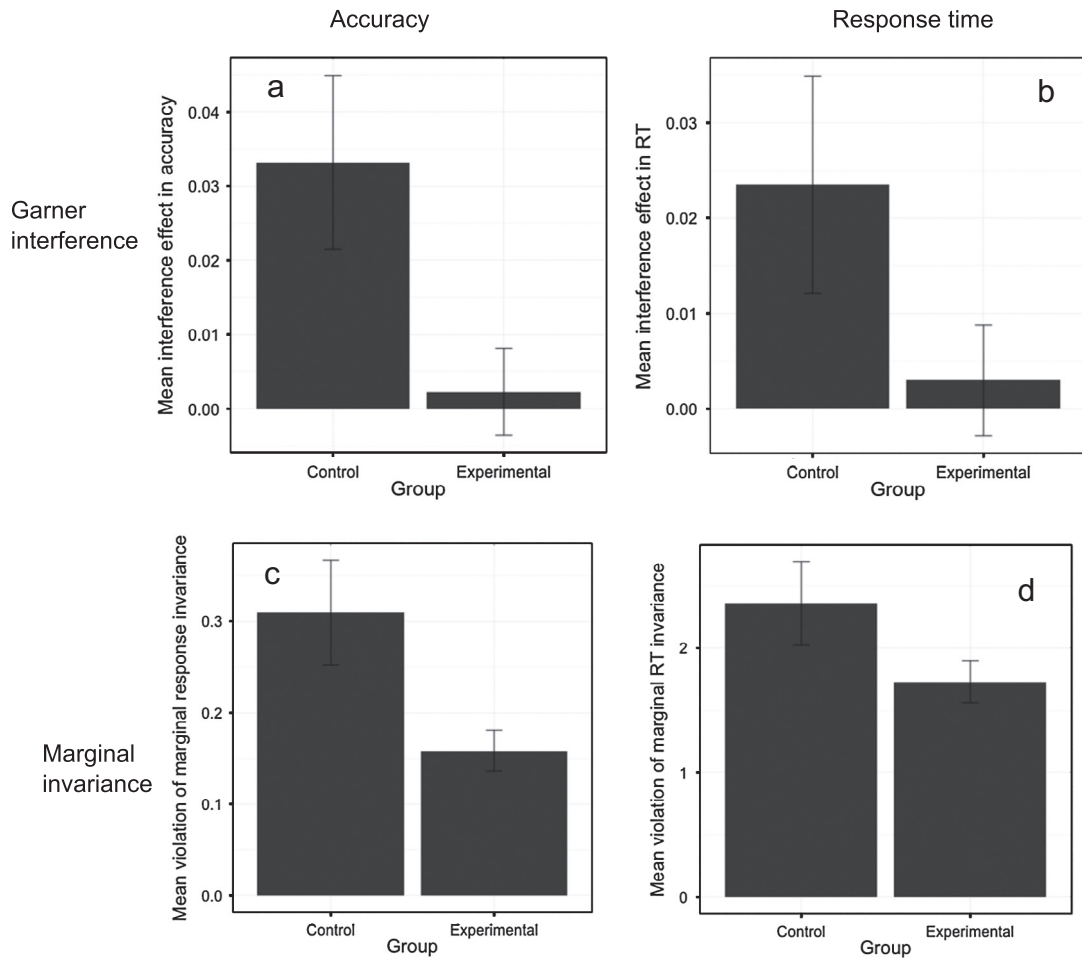 Accuracy
Response time
Garner
interference
a
Mean interference effect in accuracy
0.04
0.03
0.02
0.01
0.00
Control
Experimental
Group
b
Mean interference effect in RT
0.03
0.02
0.01
0.00
Control
Experimental
Group
Marginal
invariance
c
Mean violation of marginal response invariance
0.3
0.2
0.1
0.0
Control
Experimental
Group
d
Mean violation of marginal RT invariance
2
1
0
Control
Experimental
Group